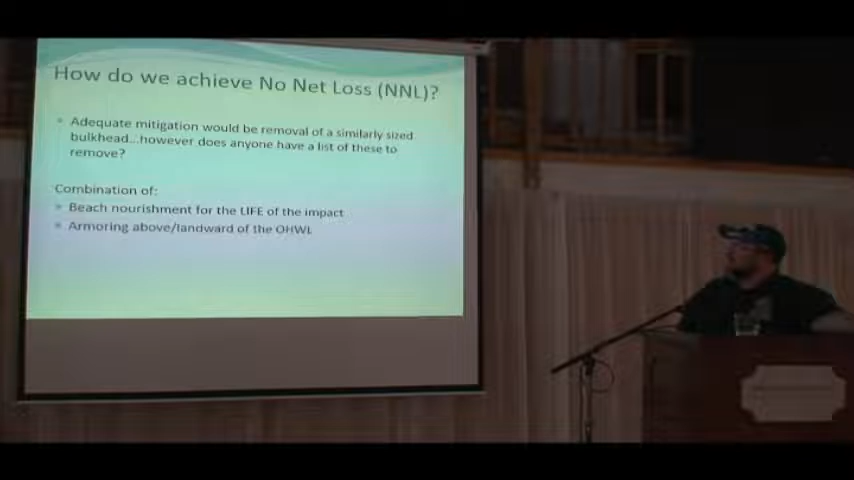 How do we achieve No Net Loss (NNL)?
Adequate mitigation would be removal of a similarly sized
bulkhead...however does anyone have a list of these to
remove?
Combination of:
Beach nourishment for the LIFE of the impact
Armoring above/landward of the OHWL